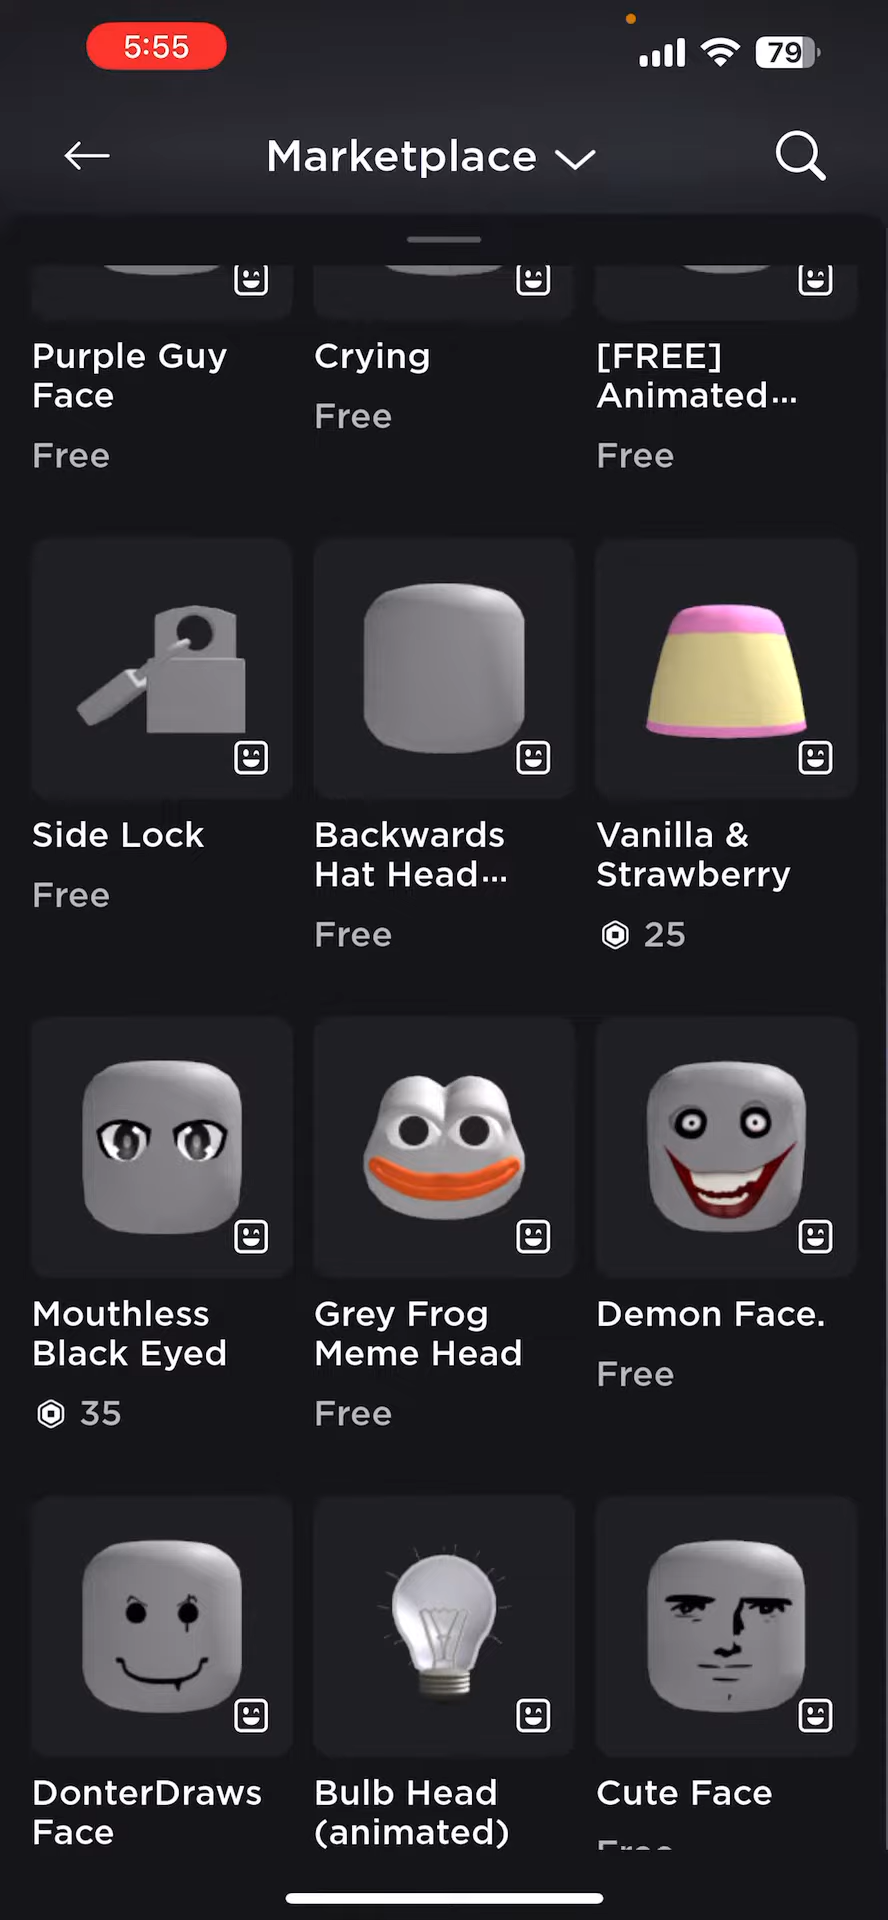 5:55
79
Marketplace
Purple Guy
Face
Free
Crying
Free
[FREE]
Animated...
Free
Side Lock
Free
Backwards
Hat Head...
Free
Vanilla &
Strawberry
25
Mouthless
Black Eyed
35
Grey Frog
Meme Head
Free
Demon Face.
Free
DonterDraws
Face
Bulb Head
(animated)
Cute Face
Free